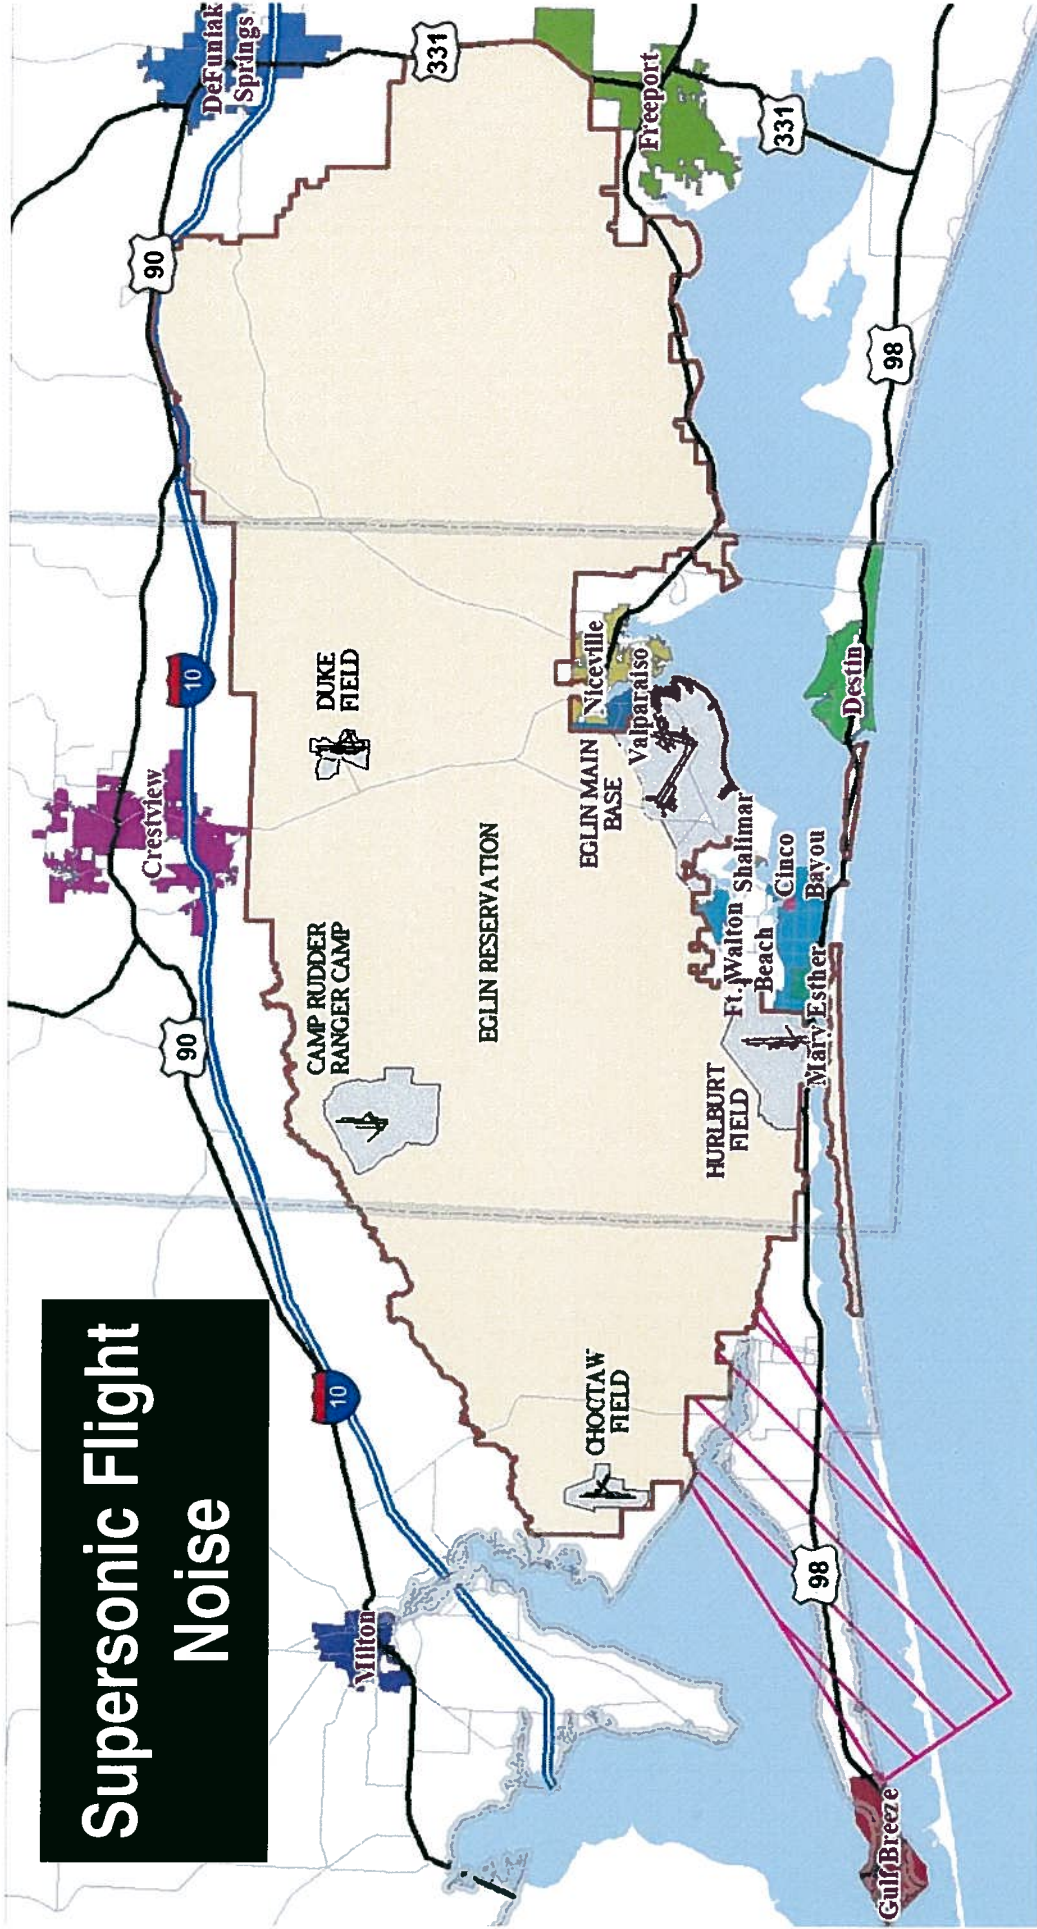 Supersonic Flight
Noise
DeFuniak
Springs
331
90
Freeport
331
98
10
Crestview
DUKE
FIELD
Niceville
Valparaiso
EGLIN MAIN
BASE
Destin
90
CAMP RUDDER
RANGER CAMP
EGLIN RESERVATION
Shalimar
Cinco
Bayou
Ft. Walton
Beach
Mary Esther
HURLBURT
FIELD
10
CHOCTAW
FIELD
98
Milton
Gulf Breeze